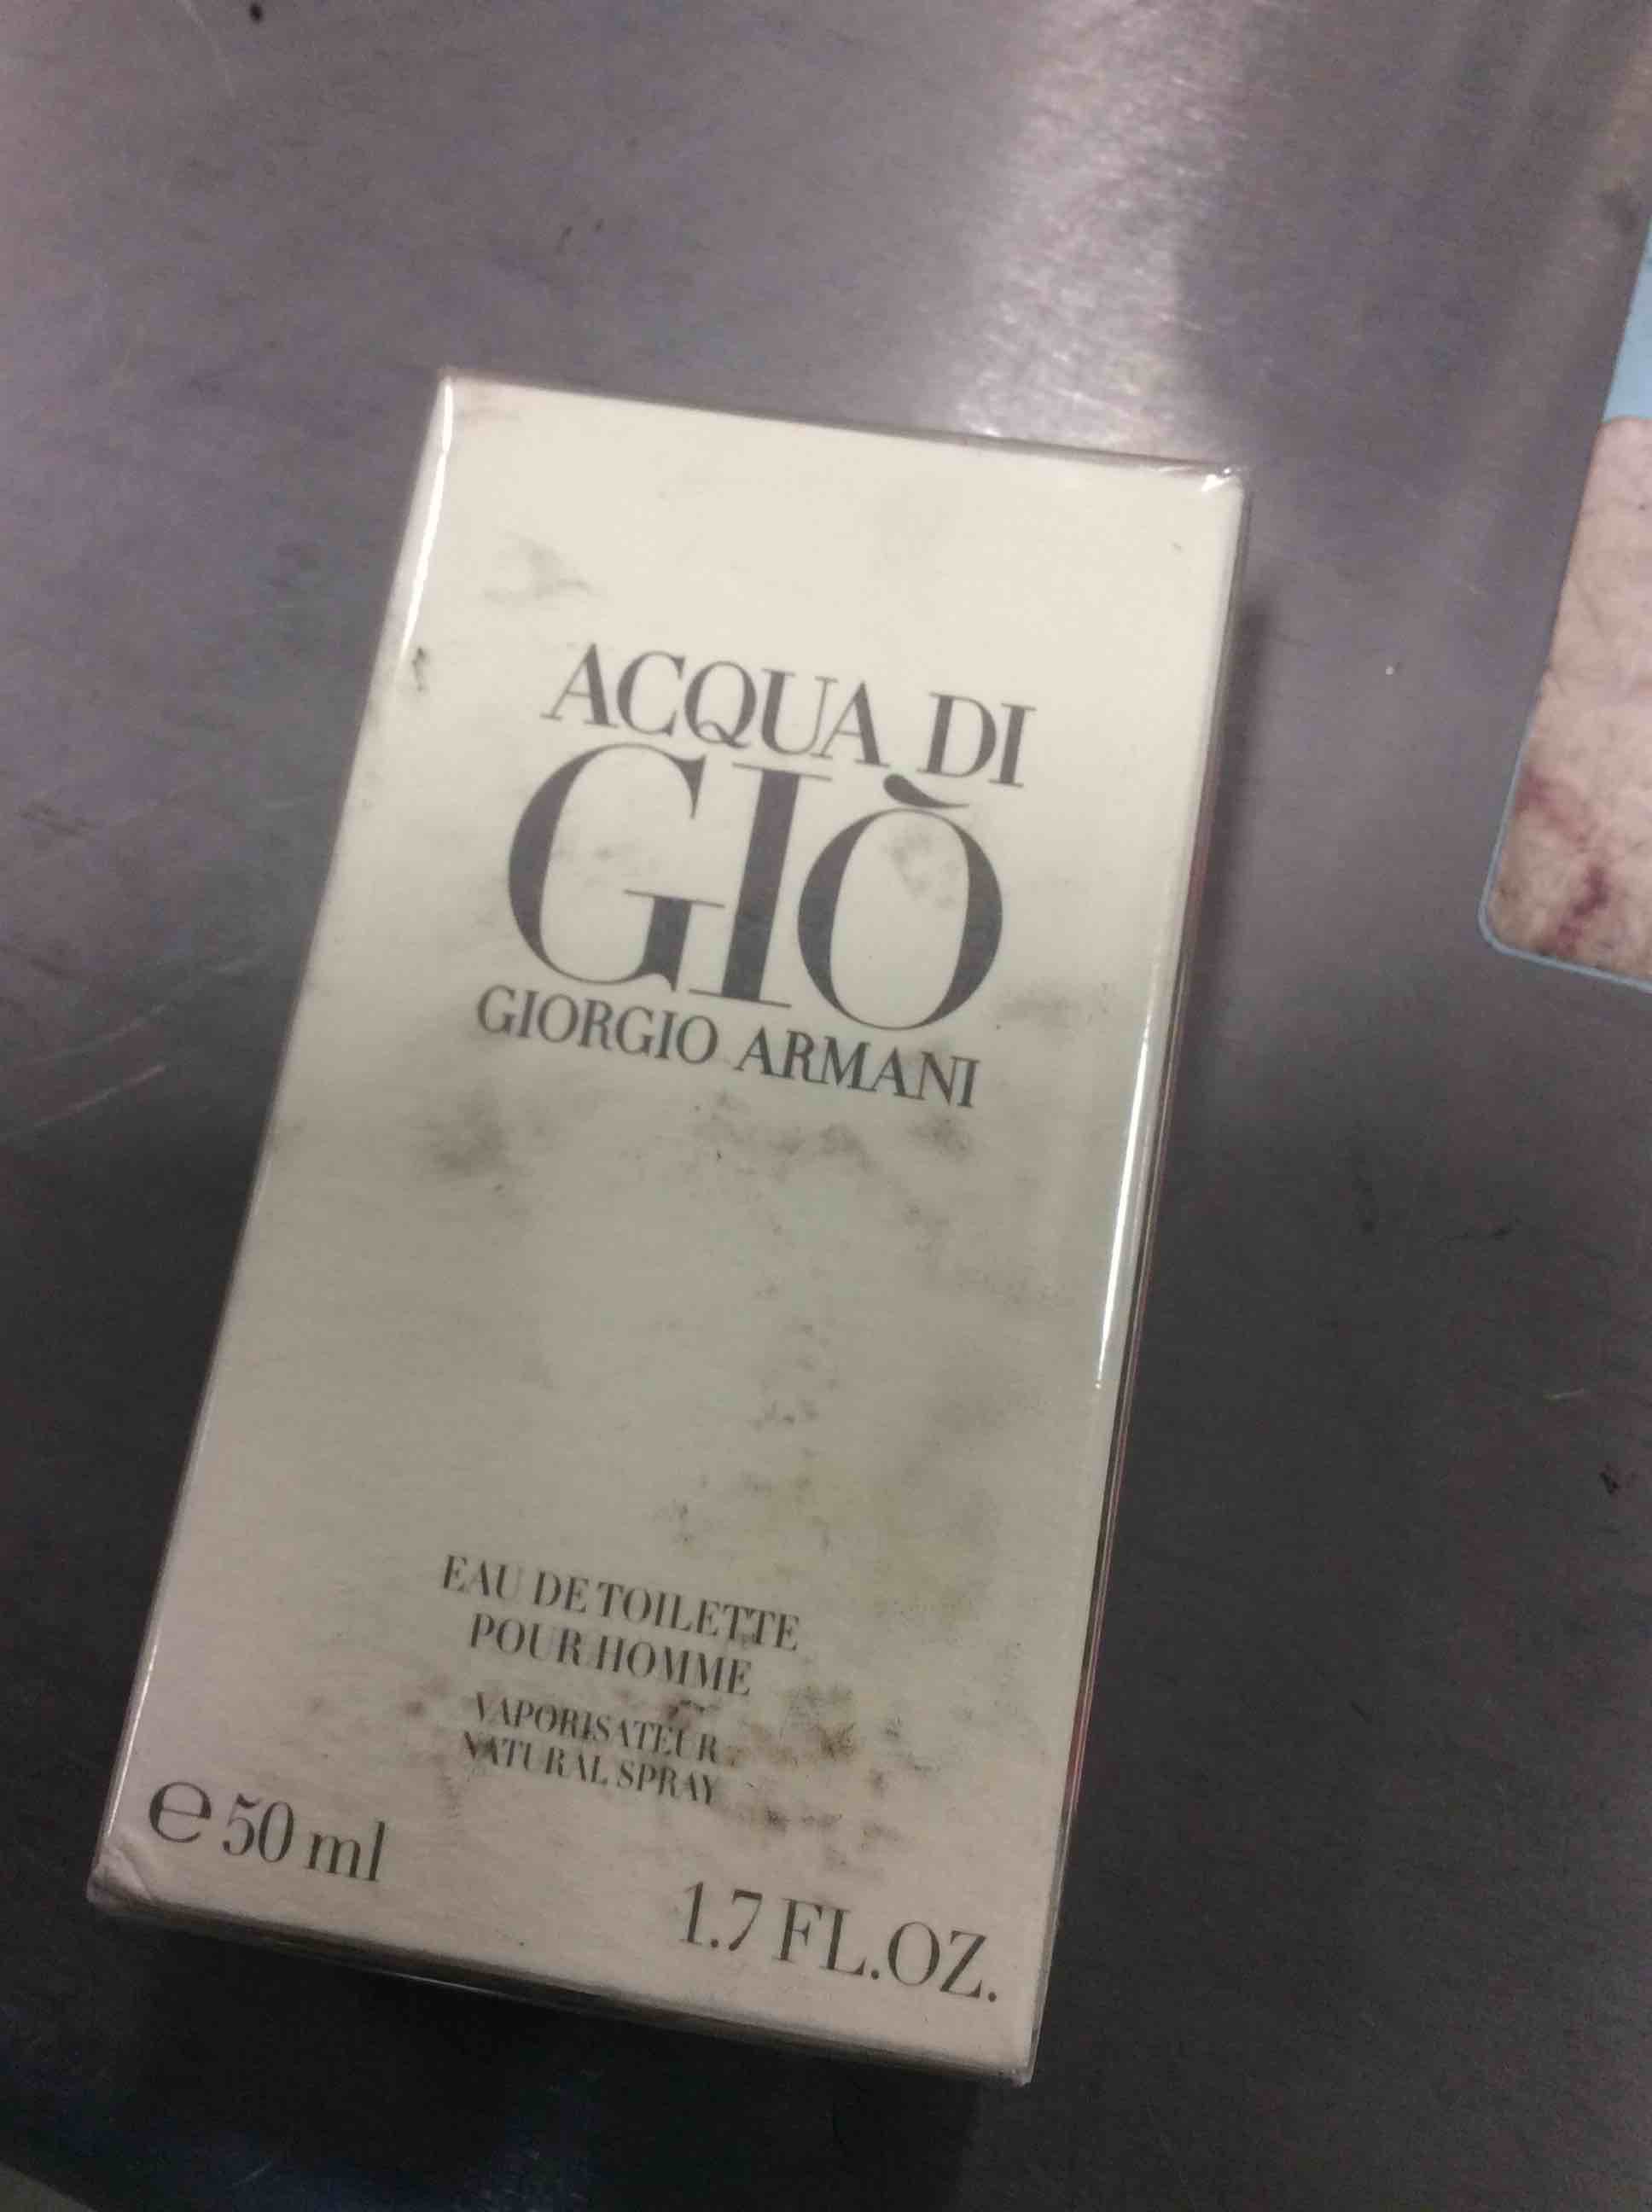 ACQUA DI
GIÒ
GIORGIO ARMANI
EAU DE TOILETTE
POUR HOMME
VAPORISATEUR
NATURAL SPRAY
℮ 50 ml
1.7 FL.OZ.